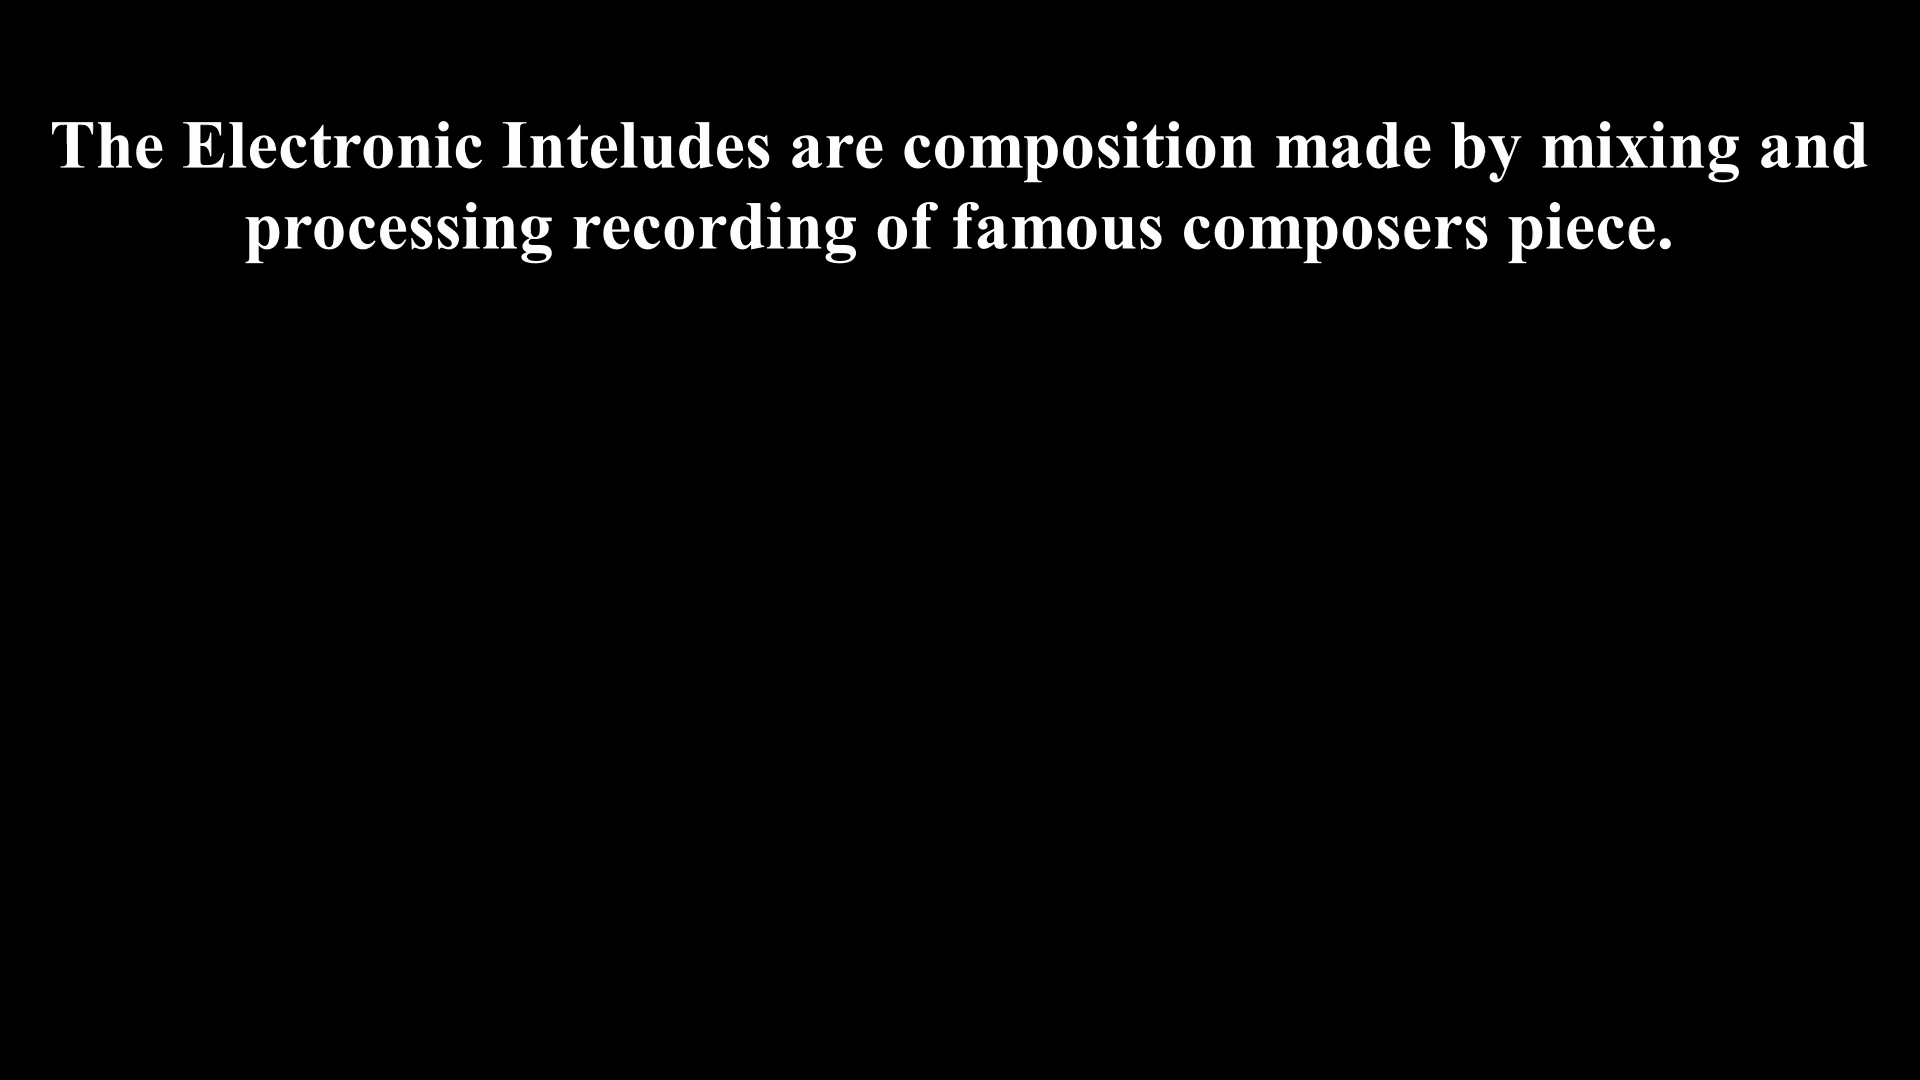 The Electronic Inteludes are composition made by mixing and
processing recording of famous composers piece.